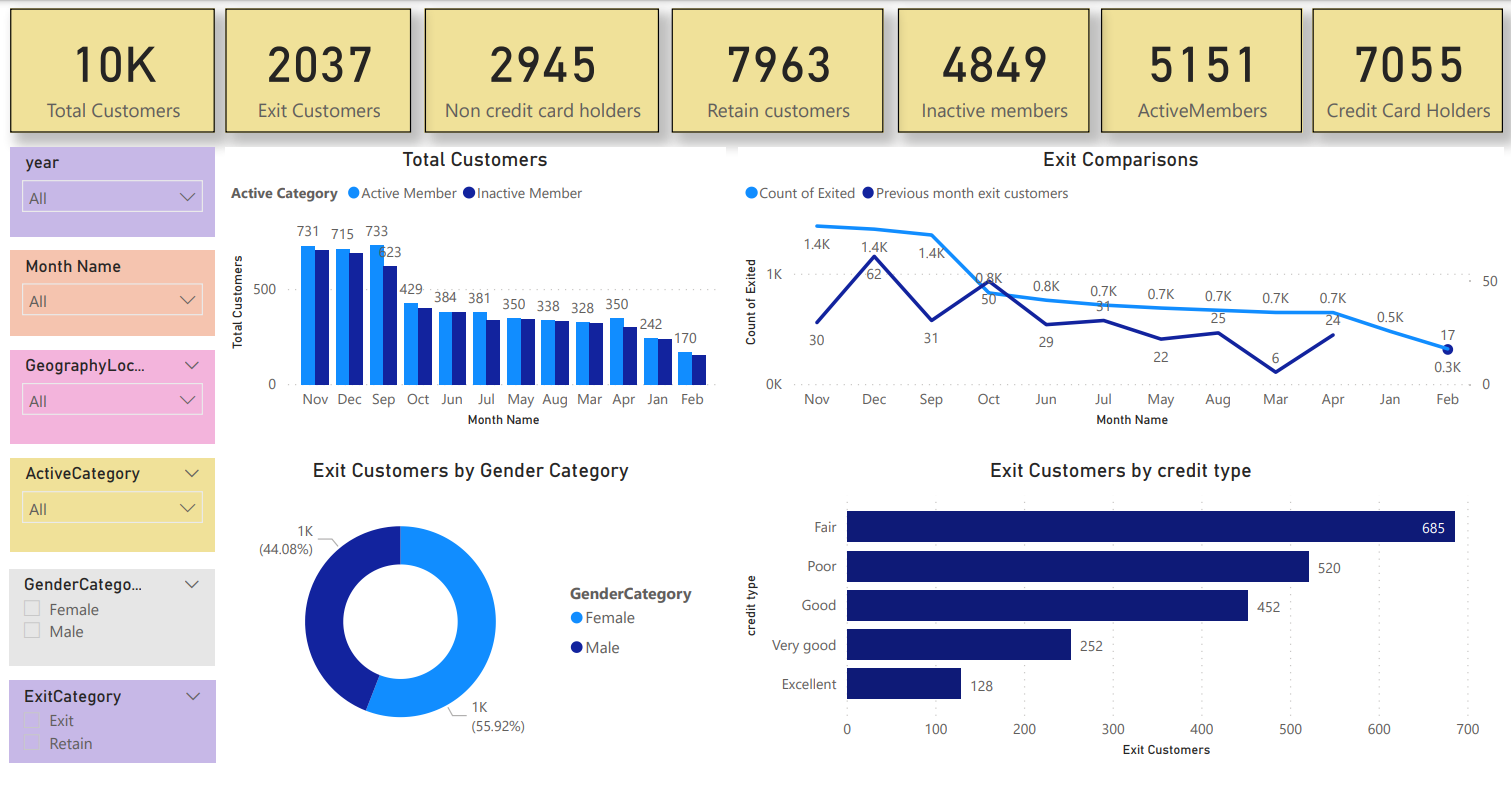 10K
Total Customers
2037
Exit Customers
2945
Non credit card holders
7963
Retain customers
4849
Inactive members
5151
ActiveMembers
7055
Credit Card Holders
year
All
Month Name
All
GeographyLoc...
All
ActiveCategory
All
GenderCatego...
Female
Male
ExitCategory
Exit
Retain
Total Customers
Active Category Active Member Inactive Member
Total Customers
500
0
731 715 733 623 429 384 381 350 338 328 350 242 170
Nov Dec Sep Oct Jun Jul May Aug Mar Apr Jan Feb
Month Name
Exit Comparisons
Count of Exited Previous month exit customers
Count of Exited
1K
0K
50
0
1.4K 1.4K 1.4K 0.8K 0.8K 0.7K 0.7K 0.7K 0.7K 0.7K 0.5K 0.3K
30 62 31 50 29 31 22 25 6 24 17
Nov Dec Sep Oct Jun Jul May Aug Mar Apr Jan Feb
Month Name
Exit Customers by Gender Category
1K
(44.08%)
1K
(55.92%)
GenderCategory
Female
Male
Exit Customers by credit type
credit type
Fair 685
Poor 520
Good 452
Very good 252
Excellent 128
0 100 200 300 400 500 600 700
Exit Customers